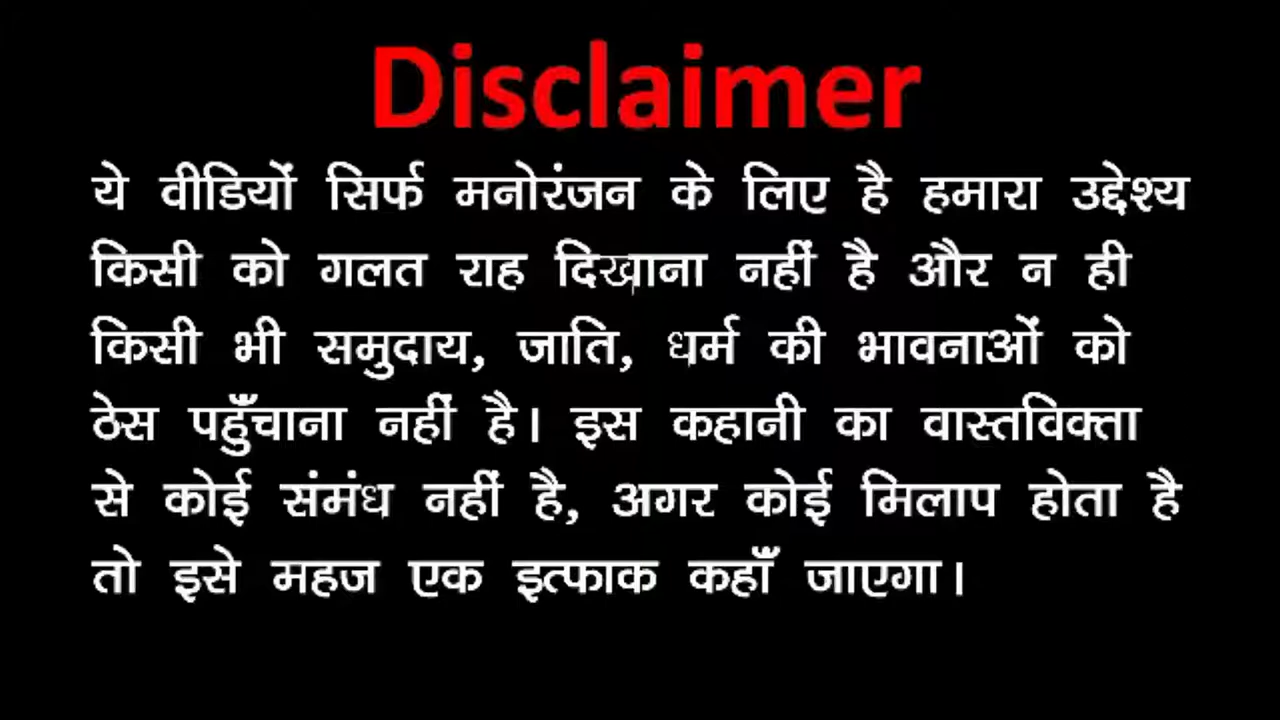 Disclaimer
ये वीडियों सिर्फ मनोरंजन के लिए है हमारा उद्देश्य
किसी को गलत राह दिखाना नहीं है और न ही
किसी भी समुदाय, जाति, धर्म की भावनाओं को
ठेस पहुँचाना नहीं है। इस कहानी का वास्तविक्ता
से कोई संमंध नहीं है, अगर कोई मिलाप होता है
तो इसे महज एक इत्फाक कहाँ जाएगा।